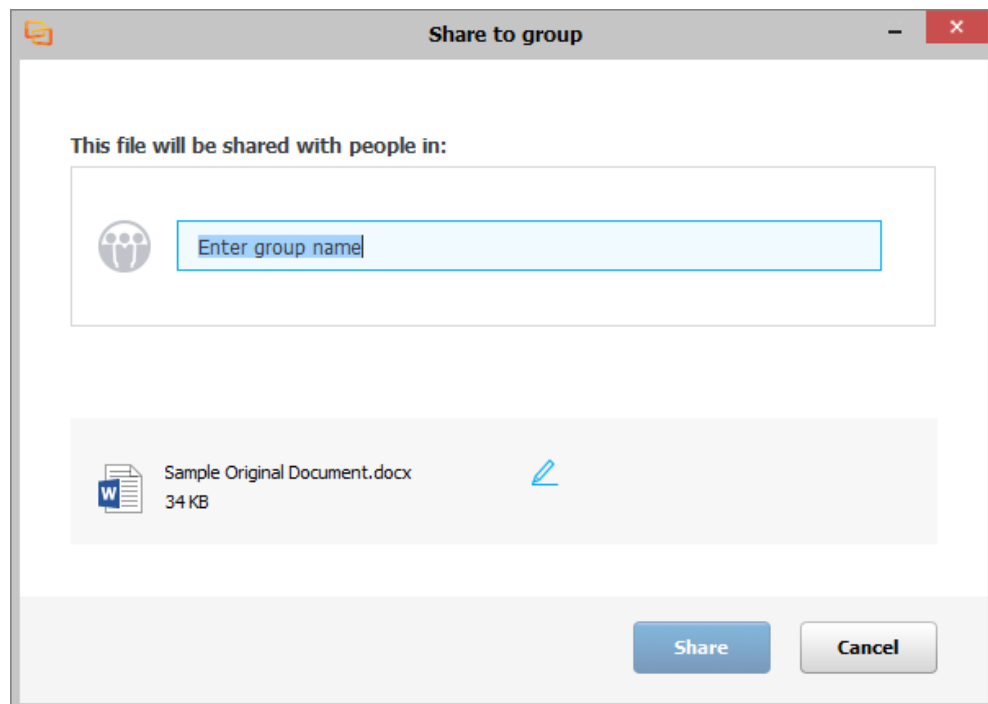 Share to group
This file will be shared with people in:
Enter group name
Sample Original Document.docx
34 KB
W
Share
Cancel